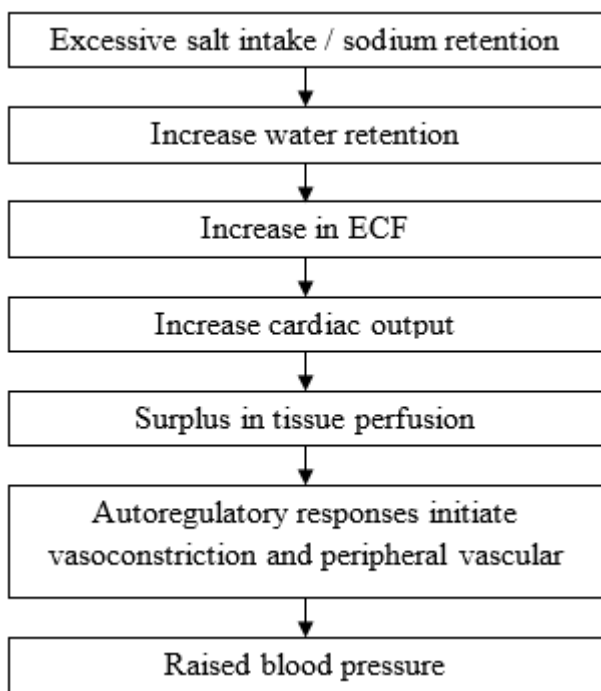 Excessive salt intake / sodium retention
Increase water retention
Increase in ECF
Increase cardiac output
Surplus in tissue perfusion
Autoregulatory responses initiate
vasoconstriction and peripheral vascular
Raised blood pressure